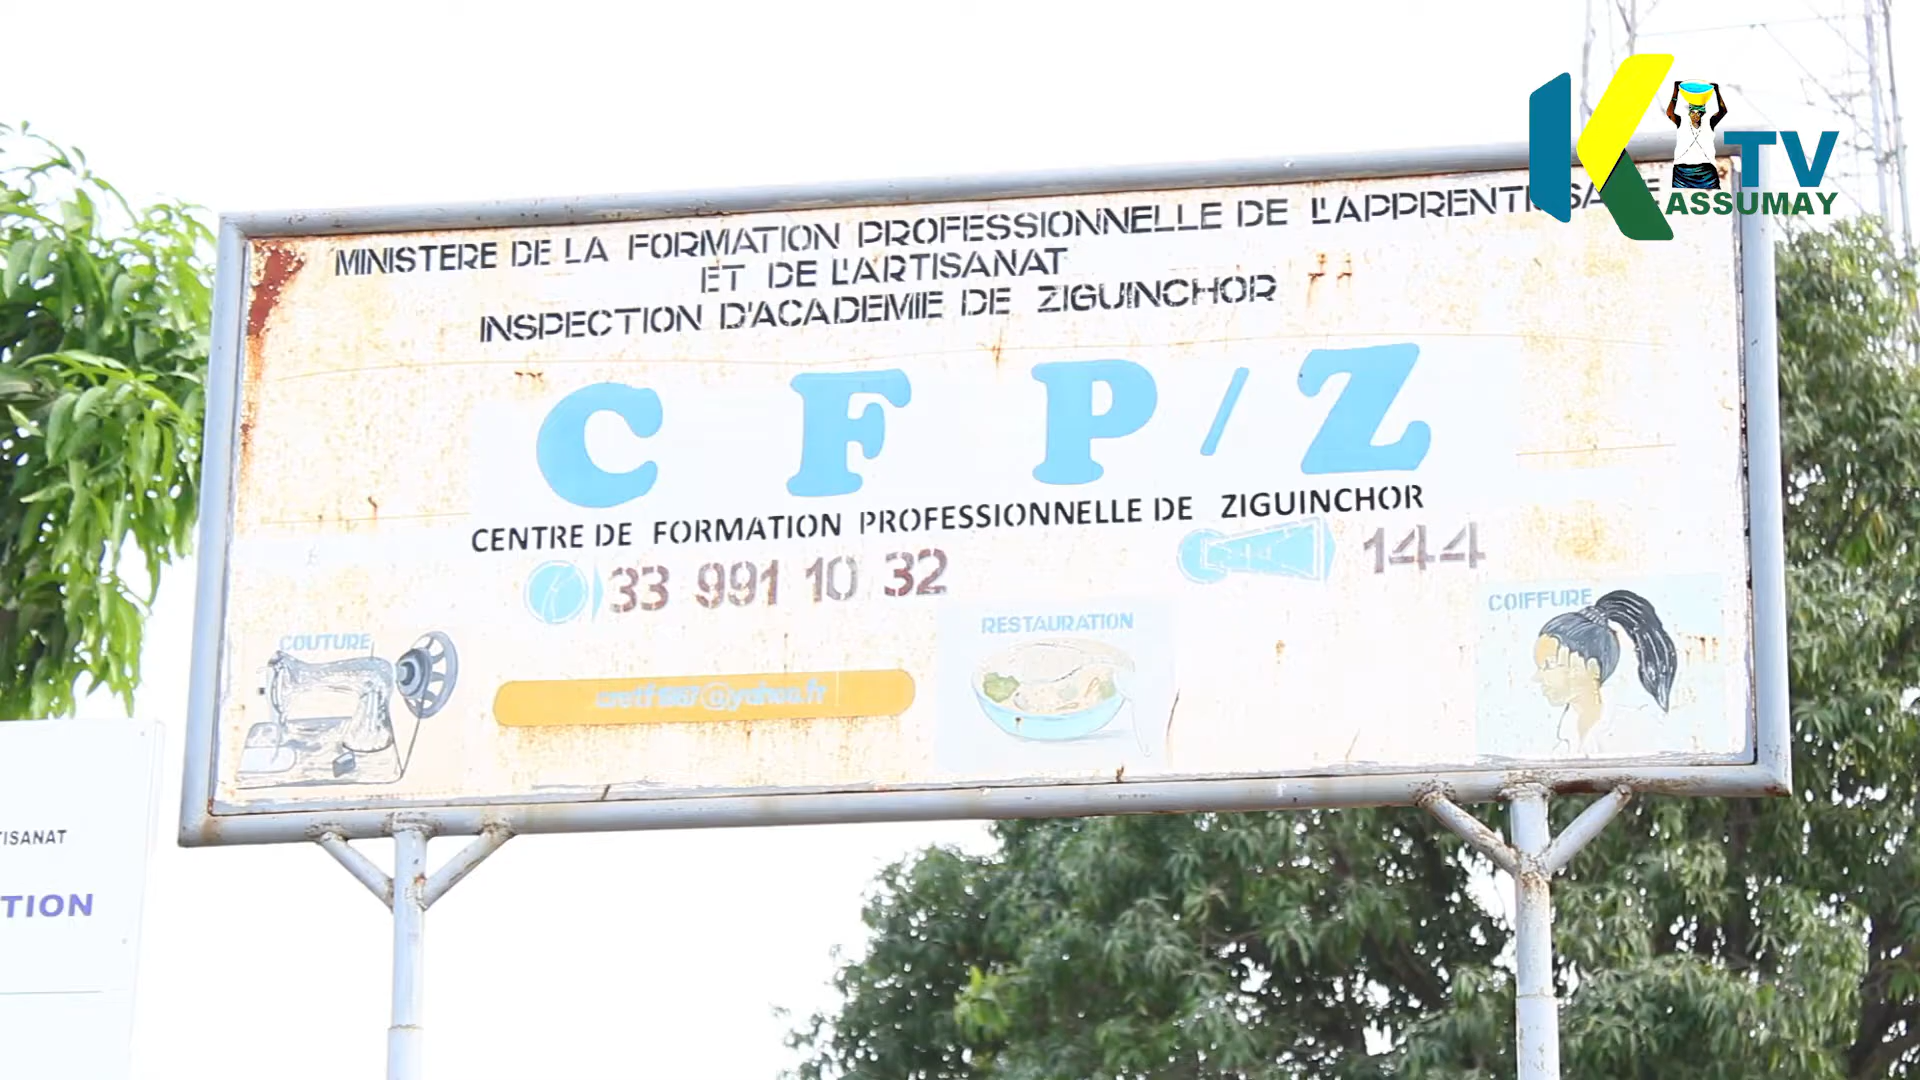 MINISTERE DE LA FORMATION PROFESSIONNELLE DE L'APPRENTISSAGE
ET DE L'ARTISANAT
INSPECTION D'ACADEMIE DE ZIGUINCHOR
C F P / Z
CENTRE DE FORMATION PROFESSIONNELLE DE ZIGUINCHOR
33 991 10 32
144
COUTURE
RESTAURATION
COIFFURE
TISANAT
TION
K TV
ASSUMAY